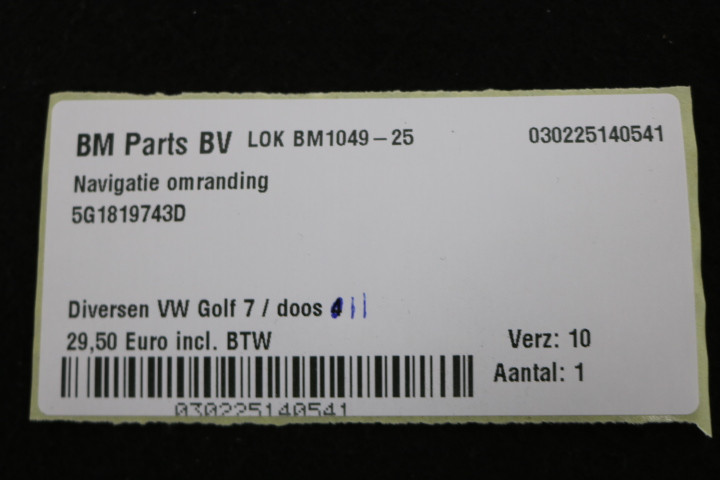 BM Parts BV LOK BM1049-25 030225140541
Navigatie omranding
5G1819743D
Diversen VW Golf 7 / doos
29,50 Euro incl. BTW Verz: 10
Aantal: 1
030225140541